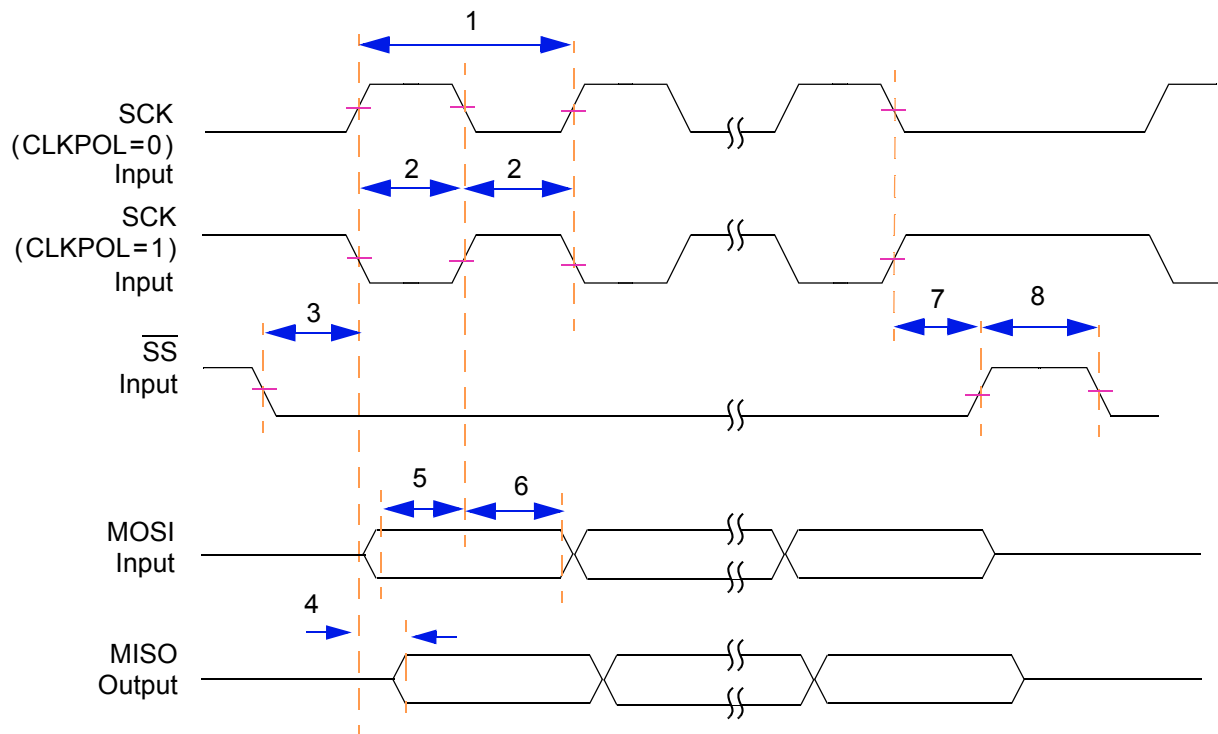 1
SCK
(CLKPOL=0)
Input
2 2
SCK
(CLKPOL=1)
Input
3 7 8
SS
Input
5 6
MOSI
Input
4
MISO
Output